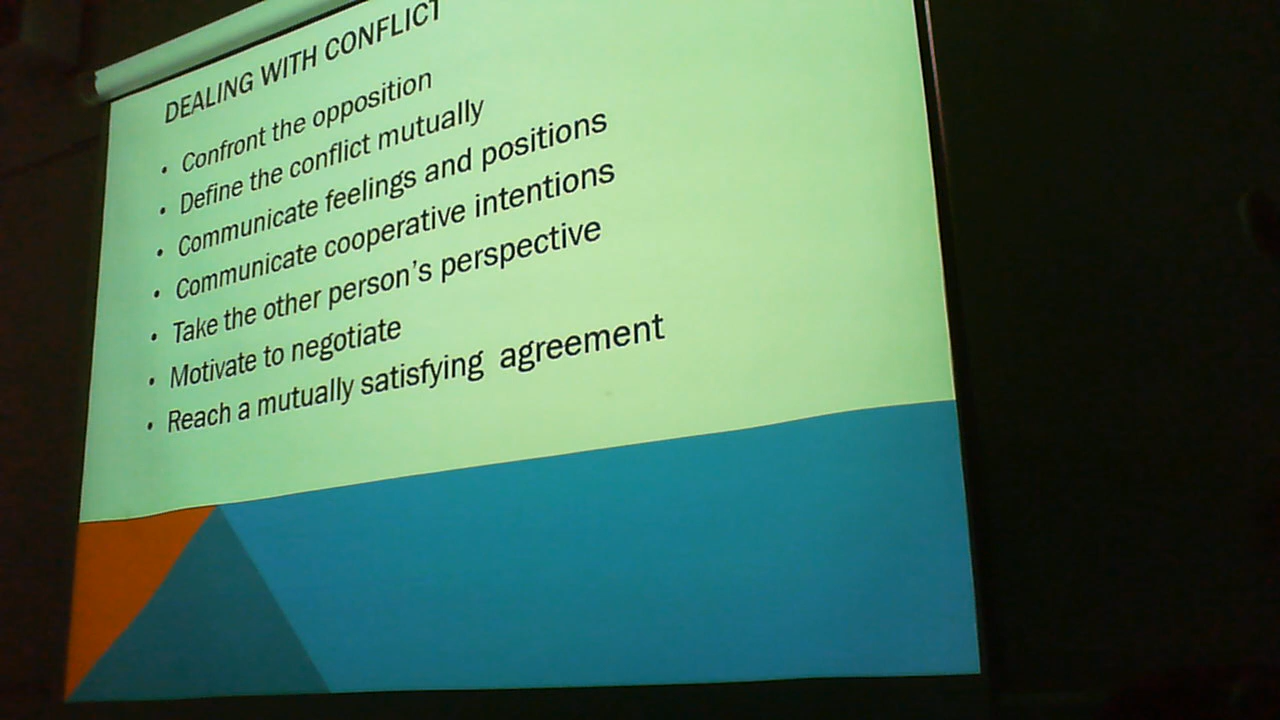 DEALING WITH CONFLICT
• Confront the opposition
• Define the conflict mutually
• Communicate feelings and positions
• Communicate cooperative intentions
• Take the other person's perspective
• Motivate to negotiate
• Reach a mutually satisfying agreement